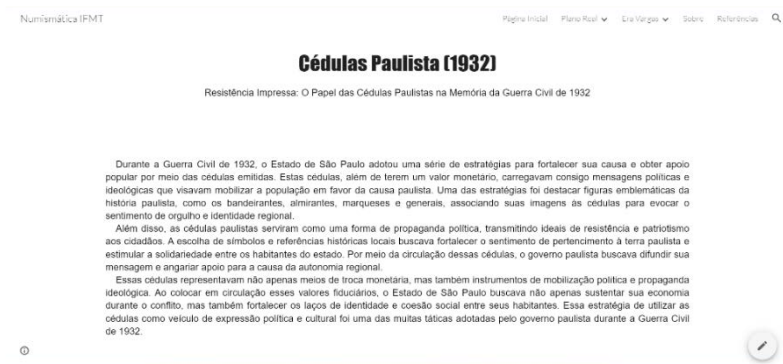 Numismática IFMT
Página Inicial Plano Real Era Vargas Sobre Referências
Cédulas Paulista (1932)
Resistência Impressa: O Papel das Cédulas Paulistas na Memória da Guerra Civil de 1932
Durante a Guerra Civil de 1932, o Estado de São Paulo adotou uma série de estratégias para fortalecer sua causa e obter apoio
popular por meio das cédulas emitidas. Estas cédulas, além de terem um valor monetário, carregavam consigo mensagens políticas e
ideológicas que visavam mobilizar a população em favor da causa paulista. Uma das estratégias foi destacar figuras emblemáticas da
história paulista, como os bandeirantes, almirantes, marqueses e generais, associando suas imagens às cédulas para evocar o
sentimento de orgulho e identidade regional.
Além disso, as cédulas paulistas serviram como uma forma de propaganda política, transmitindo ideais de resistência e patriotismo
aos cidadãos. A escolha de símbolos e referências históricas locais buscava fortalecer o sentimento de pertencimento à terra paulista e
estimular a solidariedade entre os habitantes do estado. Por meio da circulação dessas cédulas, o governo paulista buscava difundir sua
mensagem e angariar apoio para a causa da autonomia regional.
Essas cédulas representavam não apenas meios de troca monetária, mas também instrumentos de mobilização política e propaganda
ideológica. Ao colocar em circulação esses valores fiduciários, o Estado de São Paulo buscava não apenas sustentar sua economia
durante o conflito, mas também fortalecer os laços de identidade e coesão social entre seus habitantes. Essa estratégia de utilizar as
cédulas como veículo de expressão política e cultural foi uma das muitas táticas adotadas pelo governo paulista durante a Guerra Civil
de 1932.